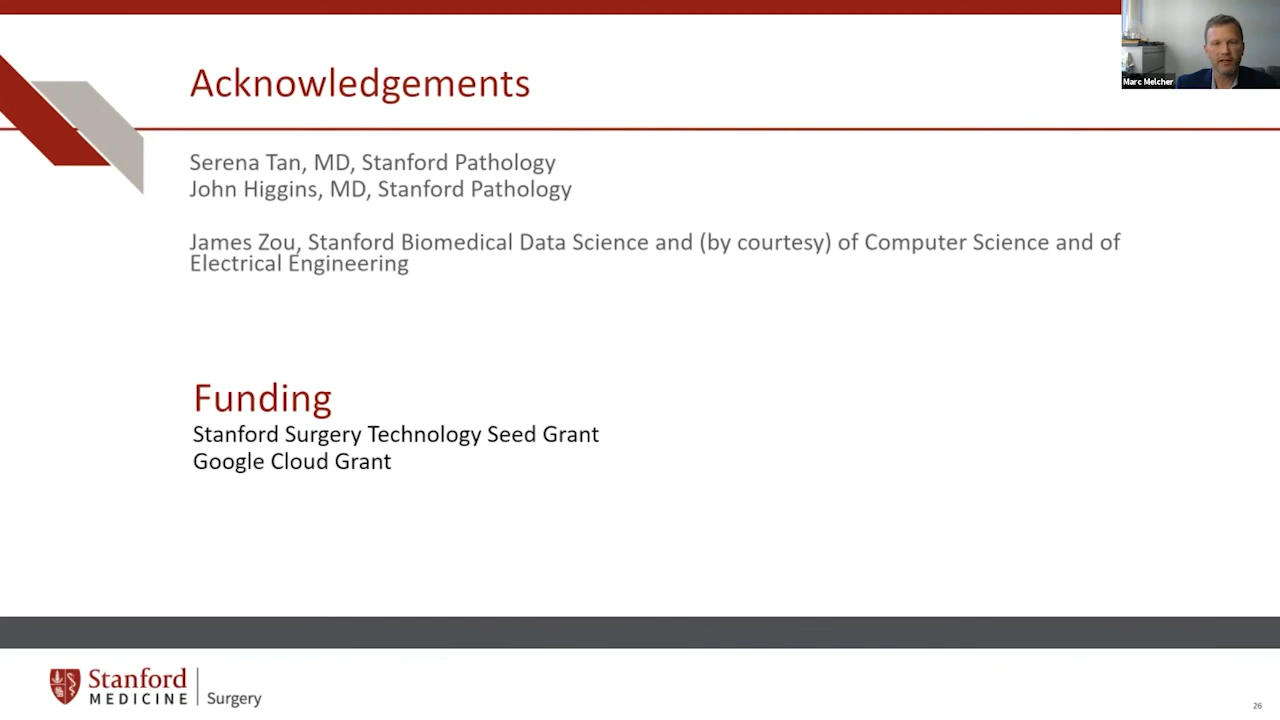 Marc Melcher
Acknowledgements
Serena Tan, MD, Stanford Pathology
John Higgins, MD, Stanford Pathology
James Zou, Stanford Biomedical Data Science and (by courtesy) of Computer Science and of
Electrical Engineering
Funding
Stanford Surgery Technology Seed Grant
Google Cloud Grant
Stanford
MEDICINE
Surgery
26